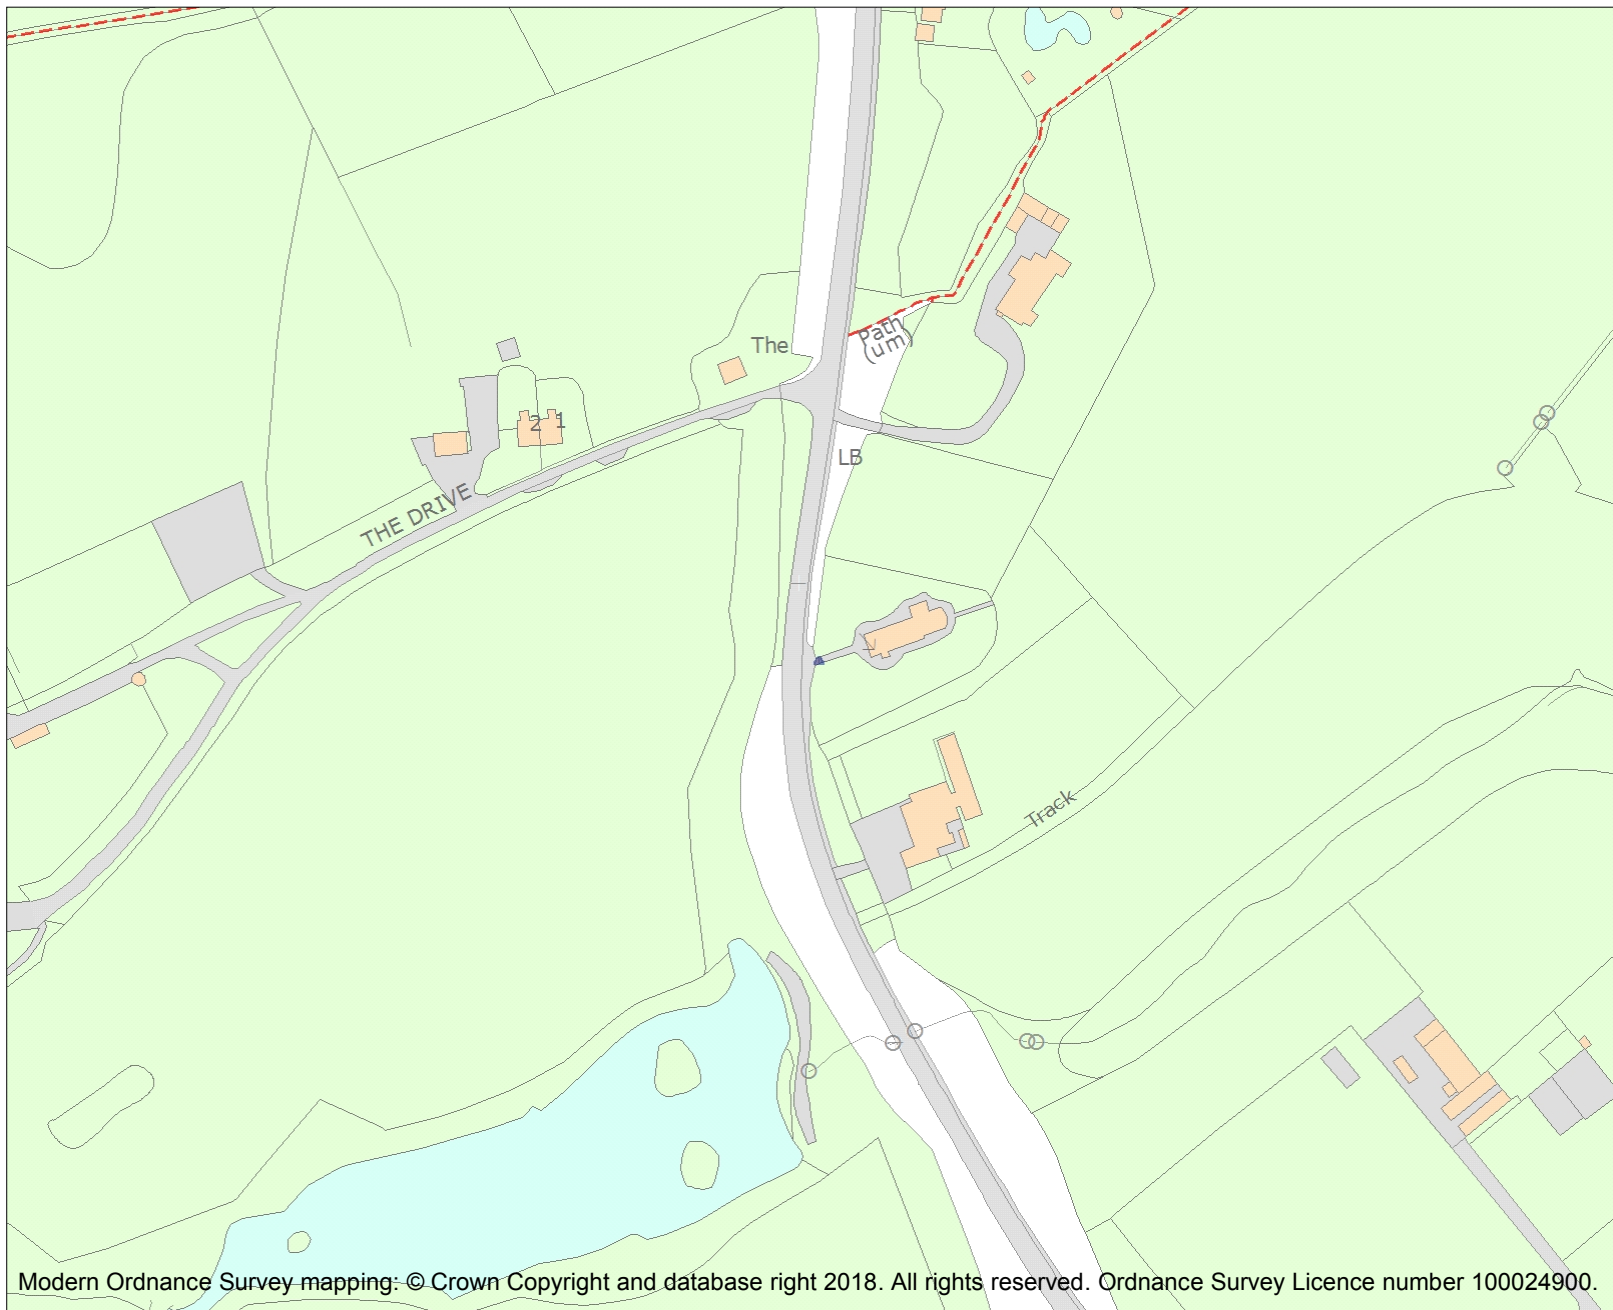 The
Path
(um)
2 1
LB
THE DRIVE
Track
Modern Ordnance Survey mapping: © Crown Copyright and database right 2018. All rights reserved. Ordnance Survey Licence number 100024900.